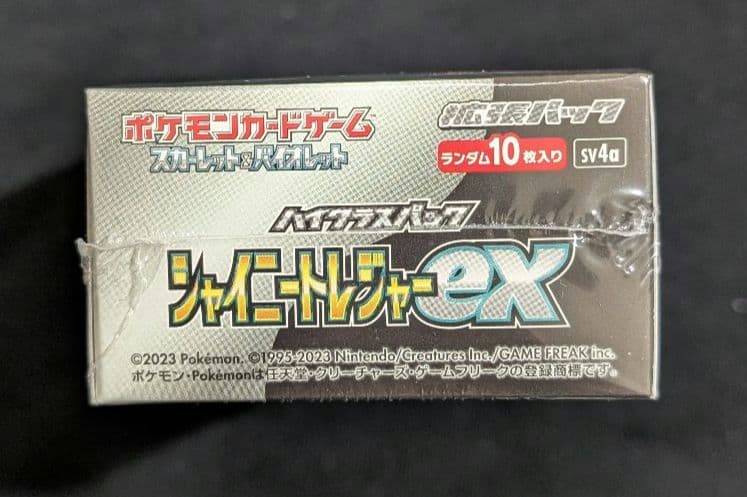 ポケモンカードゲーム
スカーレット&バイオレット
拡張パック
ランダム10枚入り
SV4a
ハイクラスパック
シャイニートレジャーex
©2023 Pokémon. ©1995-2023 Nintendo/Creatures Inc./GAME FREAK inc.
ポケモン・Pokémonは任天堂・クリーチャーズ・ゲームフリークの登録商標です。